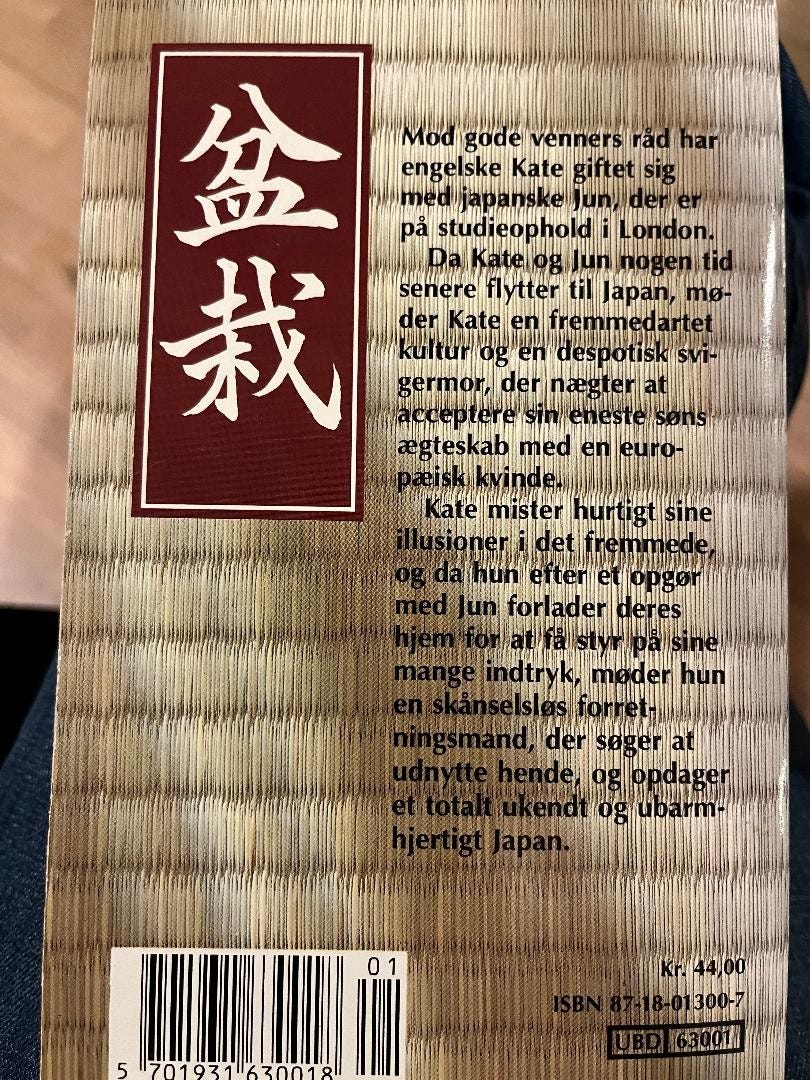 盆栽
Mod gode venners råd har
engelske Kate giftet sig
med japanske Jun, der er
på studieophold i London.
Da Kate og Jun nogen tid
senere flytter til Japan, mø-
der Kate en fremmedartet
kultur og en despotisk svi-
germor, der nægter at
acceptere sin eneste søns
ægteskab med en euro-
pæisk kvinde.
Kate mister hurtigt sine
illusioner i det fremmede,
og da hun efter et opgør
med Jun forlader deres
hjem for at få styr på sine
mange indtryk, møder hun
en skånselsløs forret-
ningsmand, der søger at
udnytte hende, og opdager
et totalt ukendt og ubarm-
hjertigt Japan.
01
5 701931 630018
Kr. 44,00
ISBN 87-18-01300-7
UBD 63001